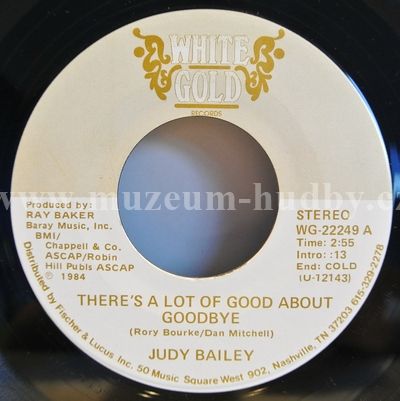 WHITE
GOLD
RECORDS
www.muzeum-hudby.cz
Produced by:
RAY BAKER
Baray Music, Inc.
BMI/
Chappell & Co.
ASCAP/Robin
Hill Publs ASCAP
℗ 1984
STEREO
WG-22249 A
Time: 2:55
Intro: :13
End: COLD
(U-12143)
THERE'S A LOT OF GOOD ABOUT
GOODBYE
(Rory Bourke/Dan Mitchell)
JUDY BAILEY
Distributed by Fischer & Lucus Inc. 50 Music Square West 902, Nashville, TN 37203 615-329-2278